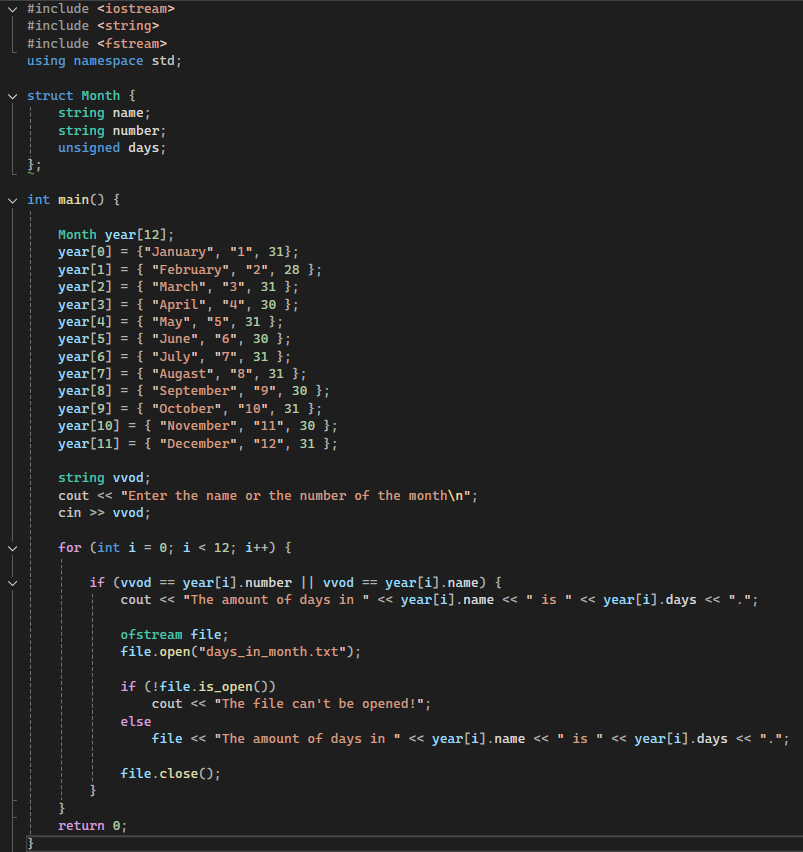 #include <iostream>
#include <string>
#include <fstream>
using namespace std;
struct Month {
string name;
string number;
unsigned days;
};
int main() {
Month year[12];
year[0] = {"January", "1", 31};
year[1] = { "February", "2", 28 };
year[2] = { "March", "3", 31 };
year[3] = { "April", "4", 30 };
year[4] = { "May", "5", 31 };
year[5] = { "June", "6", 30 };
year[6] = { "July", "7", 31 };
year[7] = { "Augast", "8", 31 };
year[8] = { "September", "9", 30 };
year[9] = { "October", "10", 31 };
year[10] = { "November", "11", 30 };
year[11] = { "December", "12", 31 };
string vvod;
cout << "Enter the name or the number of the month\n";
cin >> vvod;
for (int i = 0; i < 12; i++) {
if (vvod == year[i].number || vvod == year[i].name) {
cout << "The amount of days in " << year[i].name << " is " << year[i].days << ".";
ofstream file;
file.open("days_in_month.txt");
if (!file.is_open())
cout << "The file can't be opened!";
else
file << "The amount of days in " << year[i].name << " is " << year[i].days << ".";
file.close();
}
}
return 0;
}